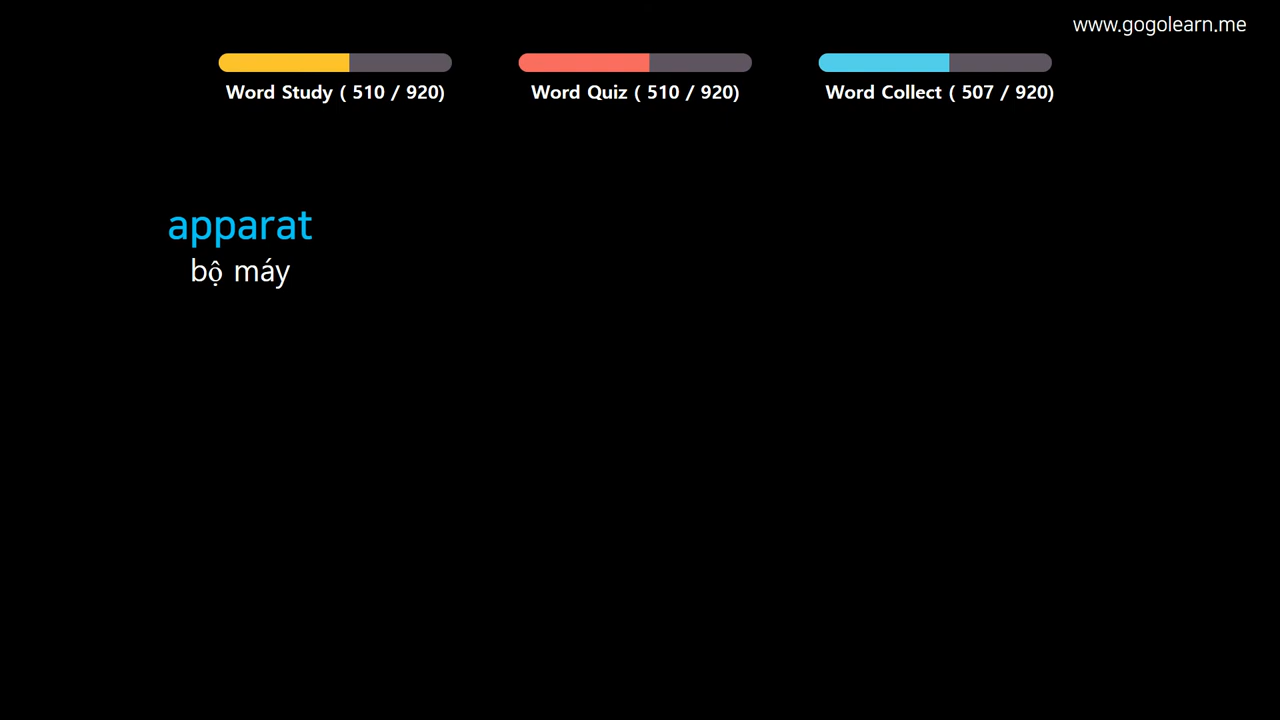 www.gogolearn.me
Word Study ( 510 / 920)
Word Quiz ( 510 / 920)
Word Collect ( 507 / 920)
apparat
bộ máy